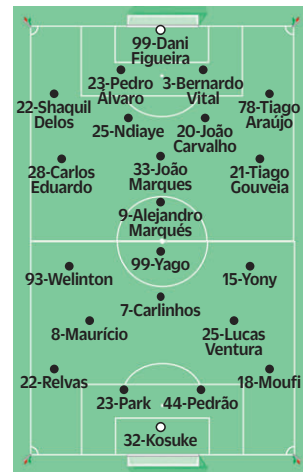 99-Dani
Figueira
23-Pedro
Álvaro
3-Bernardo
Vital
22-Shaquil
Delos
78-Tiago
Araújo
25-Ndiaye
20-João
Carvalho
28-Carlos
Eduardo
33-João
Marques
21-Tiago
Gouveia
9-Alejandro
Marqués
99-Yago
93-Welinton
15-Yony
7-Carlinhos
8-Maurício
25-Lucas
Ventura
22-Relvas
18-Moufi
23-Park
44-Pedrão
32-Kosuke